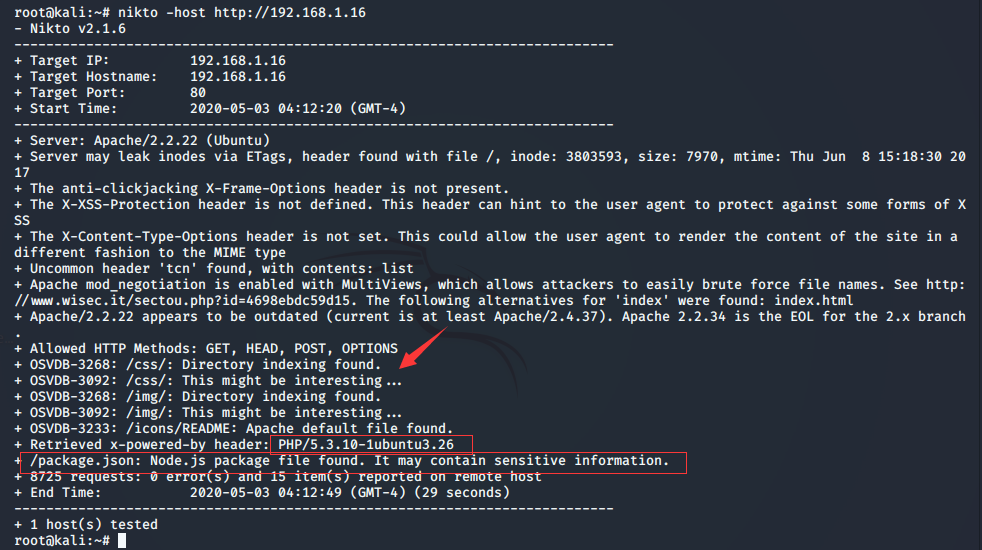 root@kali:~# nikto -host http://192.168.1.16
- Nikto v2.1.6
---------------------------------------------------------------------------
+ Target IP:          192.168.1.16
+ Target Hostname:    192.168.1.16
+ Target Port:        80
+ Start Time:         2020-05-03 04:12:20 (GMT-4)
---------------------------------------------------------------------------
+ Server: Apache/2.2.22 (Ubuntu)
+ Server may leak inodes via ETags, header found with file /, inode: 3803593, size: 7970, mtime: Thu Jun  8 15:18:30 20
17
+ The anti-clickjacking X-Frame-Options header is not present.
+ The X-XSS-Protection header is not defined. This header can hint to the user agent to protect against some forms of X
SS
+ The X-Content-Type-Options header is not set. This could allow the user agent to render the content of the site in a
different fashion to the MIME type
+ Uncommon header 'tcn' found, with contents: list
+ Apache mod_negotiation is enabled with MultiViews, which allows attackers to easily brute force file names. See http:
//www.wisec.it/sectou.php?id=4698ebdc59d15. The following alternatives for 'index' were found: index.html
+ Apache/2.2.22 appears to be outdated (current is at least Apache/2.4.37). Apache 2.2.34 is the EOL for the 2.x branch
.
+ Allowed HTTP Methods: GET, HEAD, POST, OPTIONS
+ OSVDB-3268: /css/: Directory indexing found.
+ OSVDB-3092: /css/: This might be interesting...
+ OSVDB-3268: /img/: Directory indexing found.
+ OSVDB-3092: /img/: This might be interesting...
+ OSVDB-3233: /icons/README: Apache default file found.
+ Retrieved x-powered-by header: PHP/5.3.10-1ubuntu3.26
+ /package.json: Node.js package file found. It may contain sensitive information.
+ 8725 requests: 0 error(s) and 15 item(s) reported on remote host
+ End Time:           2020-05-03 04:12:49 (GMT-4) (29 seconds)
---------------------------------------------------------------------------
+ 1 host(s) tested
root@kali:~#